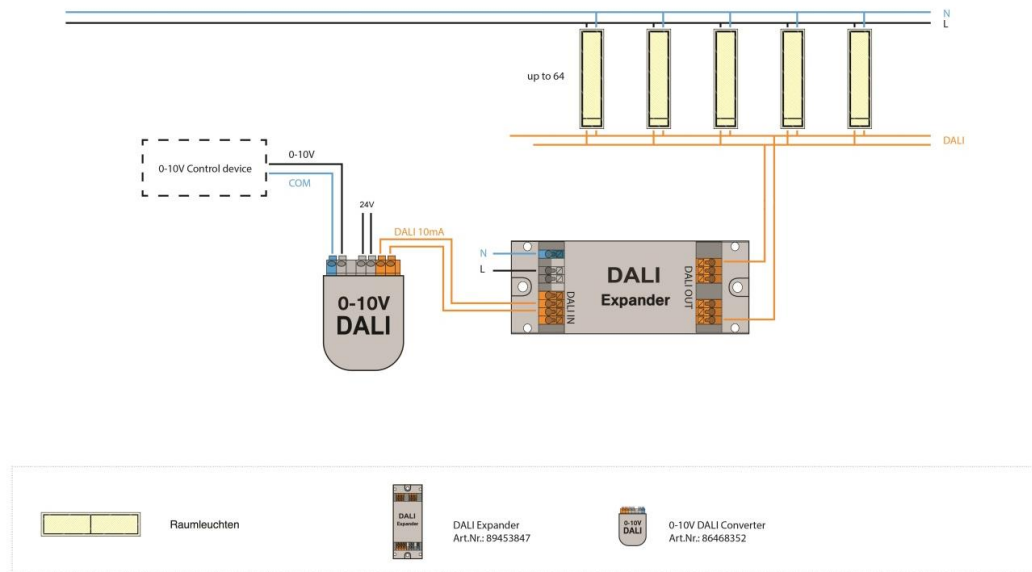 N
L
up to 64
DALI
0-10V Control device
0-10V
COM
24V
DALI 10mA
N
L
0-10V
DALI
DALI IN
DALI
Expander
DALI OUT
Raumleuchten
DALI
Expander
DALI Expander
Art.Nr.: 89453847
0-10V
DALI
0-10V DALI Converter
Art.Nr.: 86468352